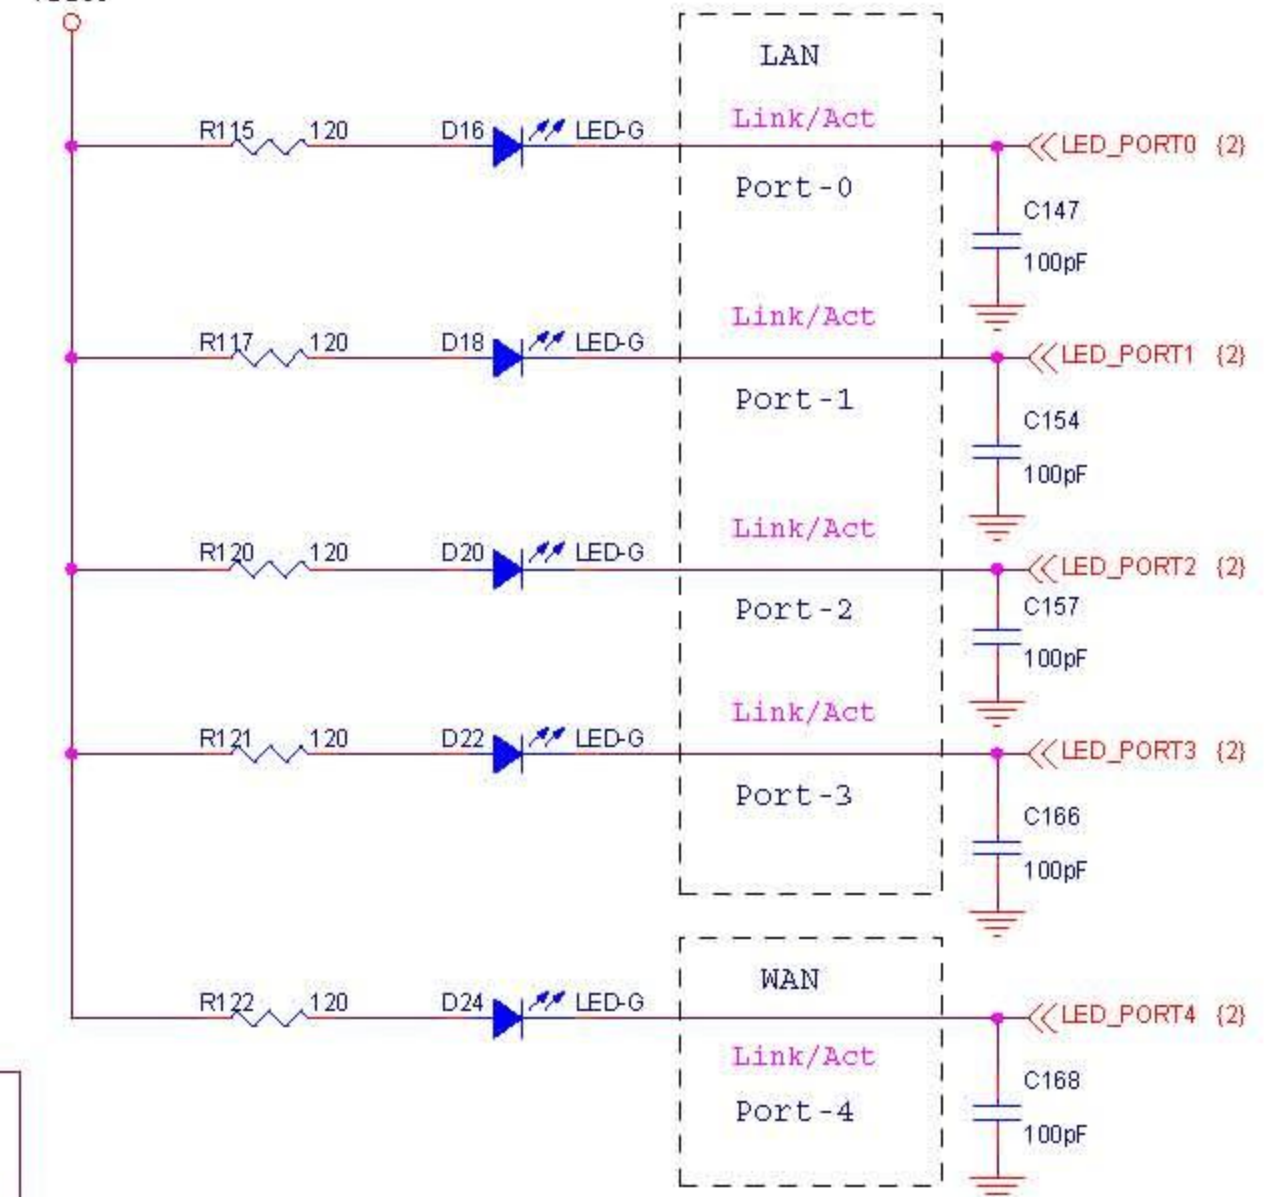 LAN
Link/Act
R115 120 D16 LED-G LED_PORT0 {2}
Port-0
C147
100pF
Link/Act
R117 120 D18 LED-G LED_PORT1 {2}
Port-1
C154
100pF
Link/Act
R120 120 D20 LED-G LED_PORT2 {2}
Port-2 C157
100pF
Link/Act
R121 120 D22 LED-G LED_PORT3 {2}
Port-3
C166
100pF
WAN
R122 120 D24 LED-G LED_PORT4 {2}
Link/Act
C168
Port-4
100pF